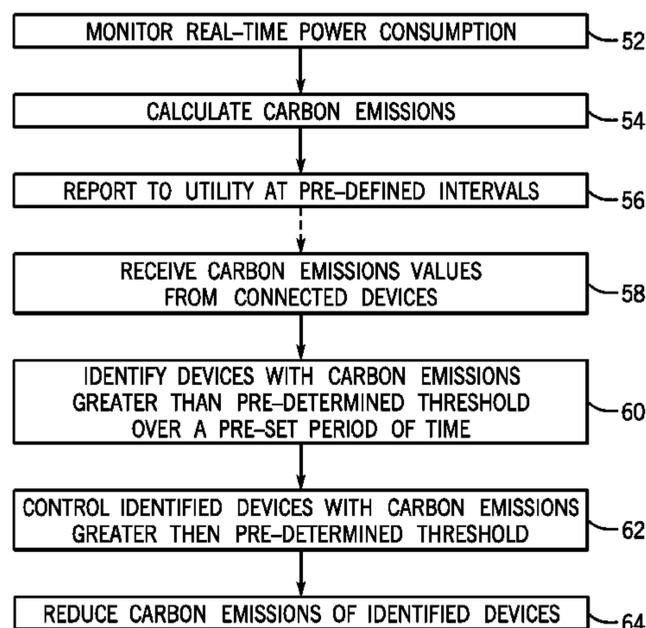 MONITOR REAL-TIME POWER CONSUMPTION
52
CALCULATE CARBON EMISSIONS
54
REPORT TO UTILITY AT PRE-DEFINED INTERVALS
56
RECEIVE CARBON EMISSIONS VALUES
FROM CONNECTED DEVICES
58
IDENTIFY DEVICES WITH CARBON EMISSIONS
GREATER THAN PRE-DETERMINED THRESHOLD
OVER A PRE-SET PERIOD OF TIME
60
CONTROL IDENTIFIED DEVICES WITH CARBON EMISSIONS
GREATER THEN PRE-DETERMINED THRESHOLD
62
REDUCE CARBON EMISSIONS OF IDENTIFIED DEVICES
64